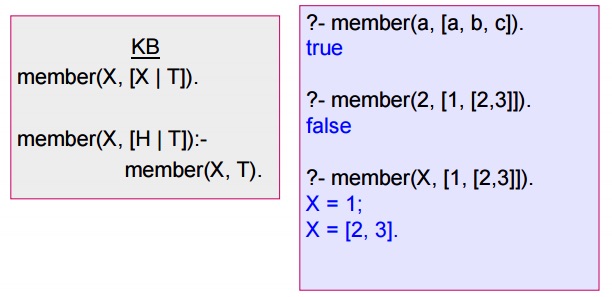 KB
member(X, [X | T]).
member(X, [H | T]):-
member(X, T).
?- member(a, [a, b, c]).
true
?- member(2, [1, [2,3]]).
false
?- member(X, [1, [2,3]]).
X = 1;
X = [2, 3].